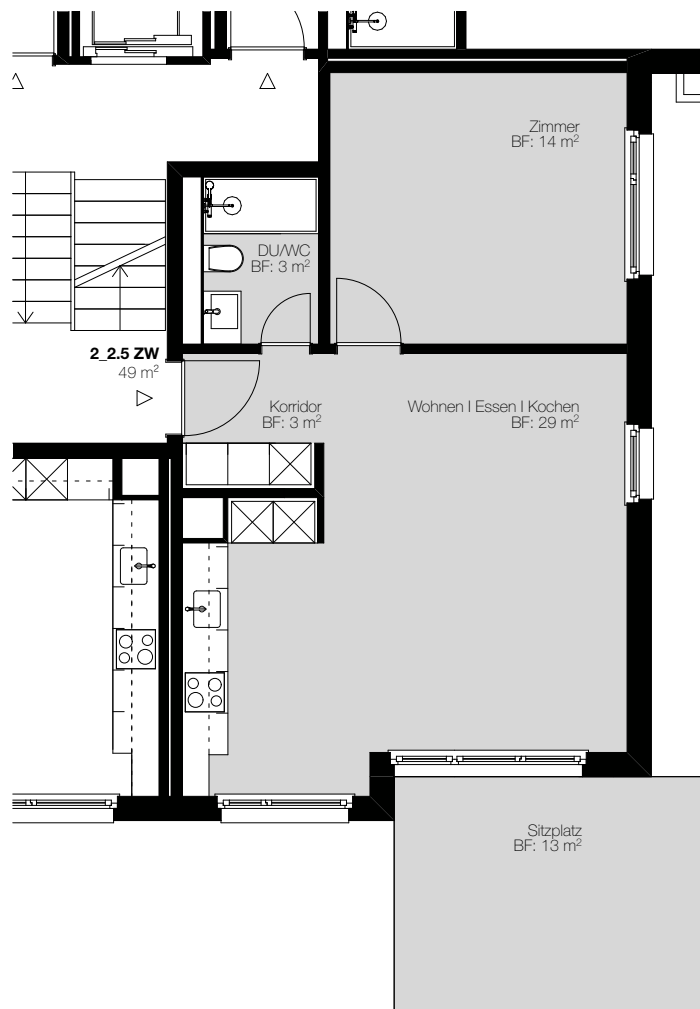 Zimmer
BF: 14 m²
DU/WC
BF: 3 m²
2_2.5 ZW
49 m²
Korridor
BF: 3 m²
Wohnen I Essen I Kochen
BF: 29 m²
Sitzplatz
BF: 13 m²